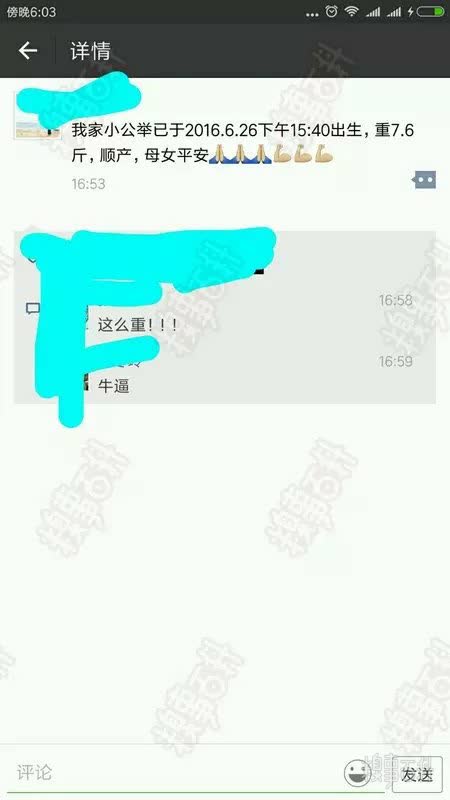 傍晚6:03
详情
我家小公举已于2016.6.26下午15:40出生，重7.6
斤，顺产，母女平安🙏🙏🙏💪💪💪
16:53
16:58
这么重！！！
16:59
牛逼
评论
发送